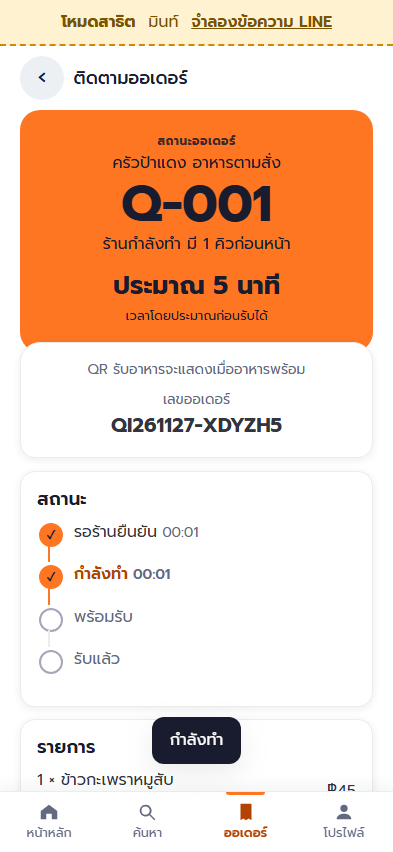 โหมดสาธิต มินท์ จำลองข้อความ LINE
ติดตามออเดอร์
สถานะออเดอร์
ครัวป้าแดง อาหารตามสั่ง
Q-001
ร้านกำลังทำ มี 1 คิวก่อนหน้า
ประมาณ 5 นาที
เวลาโดยประมาณก่อนรับได้
QR รับอาหารจะแสดงเมื่ออาหารพร้อม
เลขออเดอร์
QI261127-XDYZH5
สถานะ
รอร้านยืนยัน 00:01
กำลังทำ 00:01
พร้อมรับ
รับแล้ว
กำลังทำ
รายการ
1 × ข้าวกะเพราหมูสับ
฿45
หน้าหลัก ค้นหา ออเดอร์ โปรไฟล์